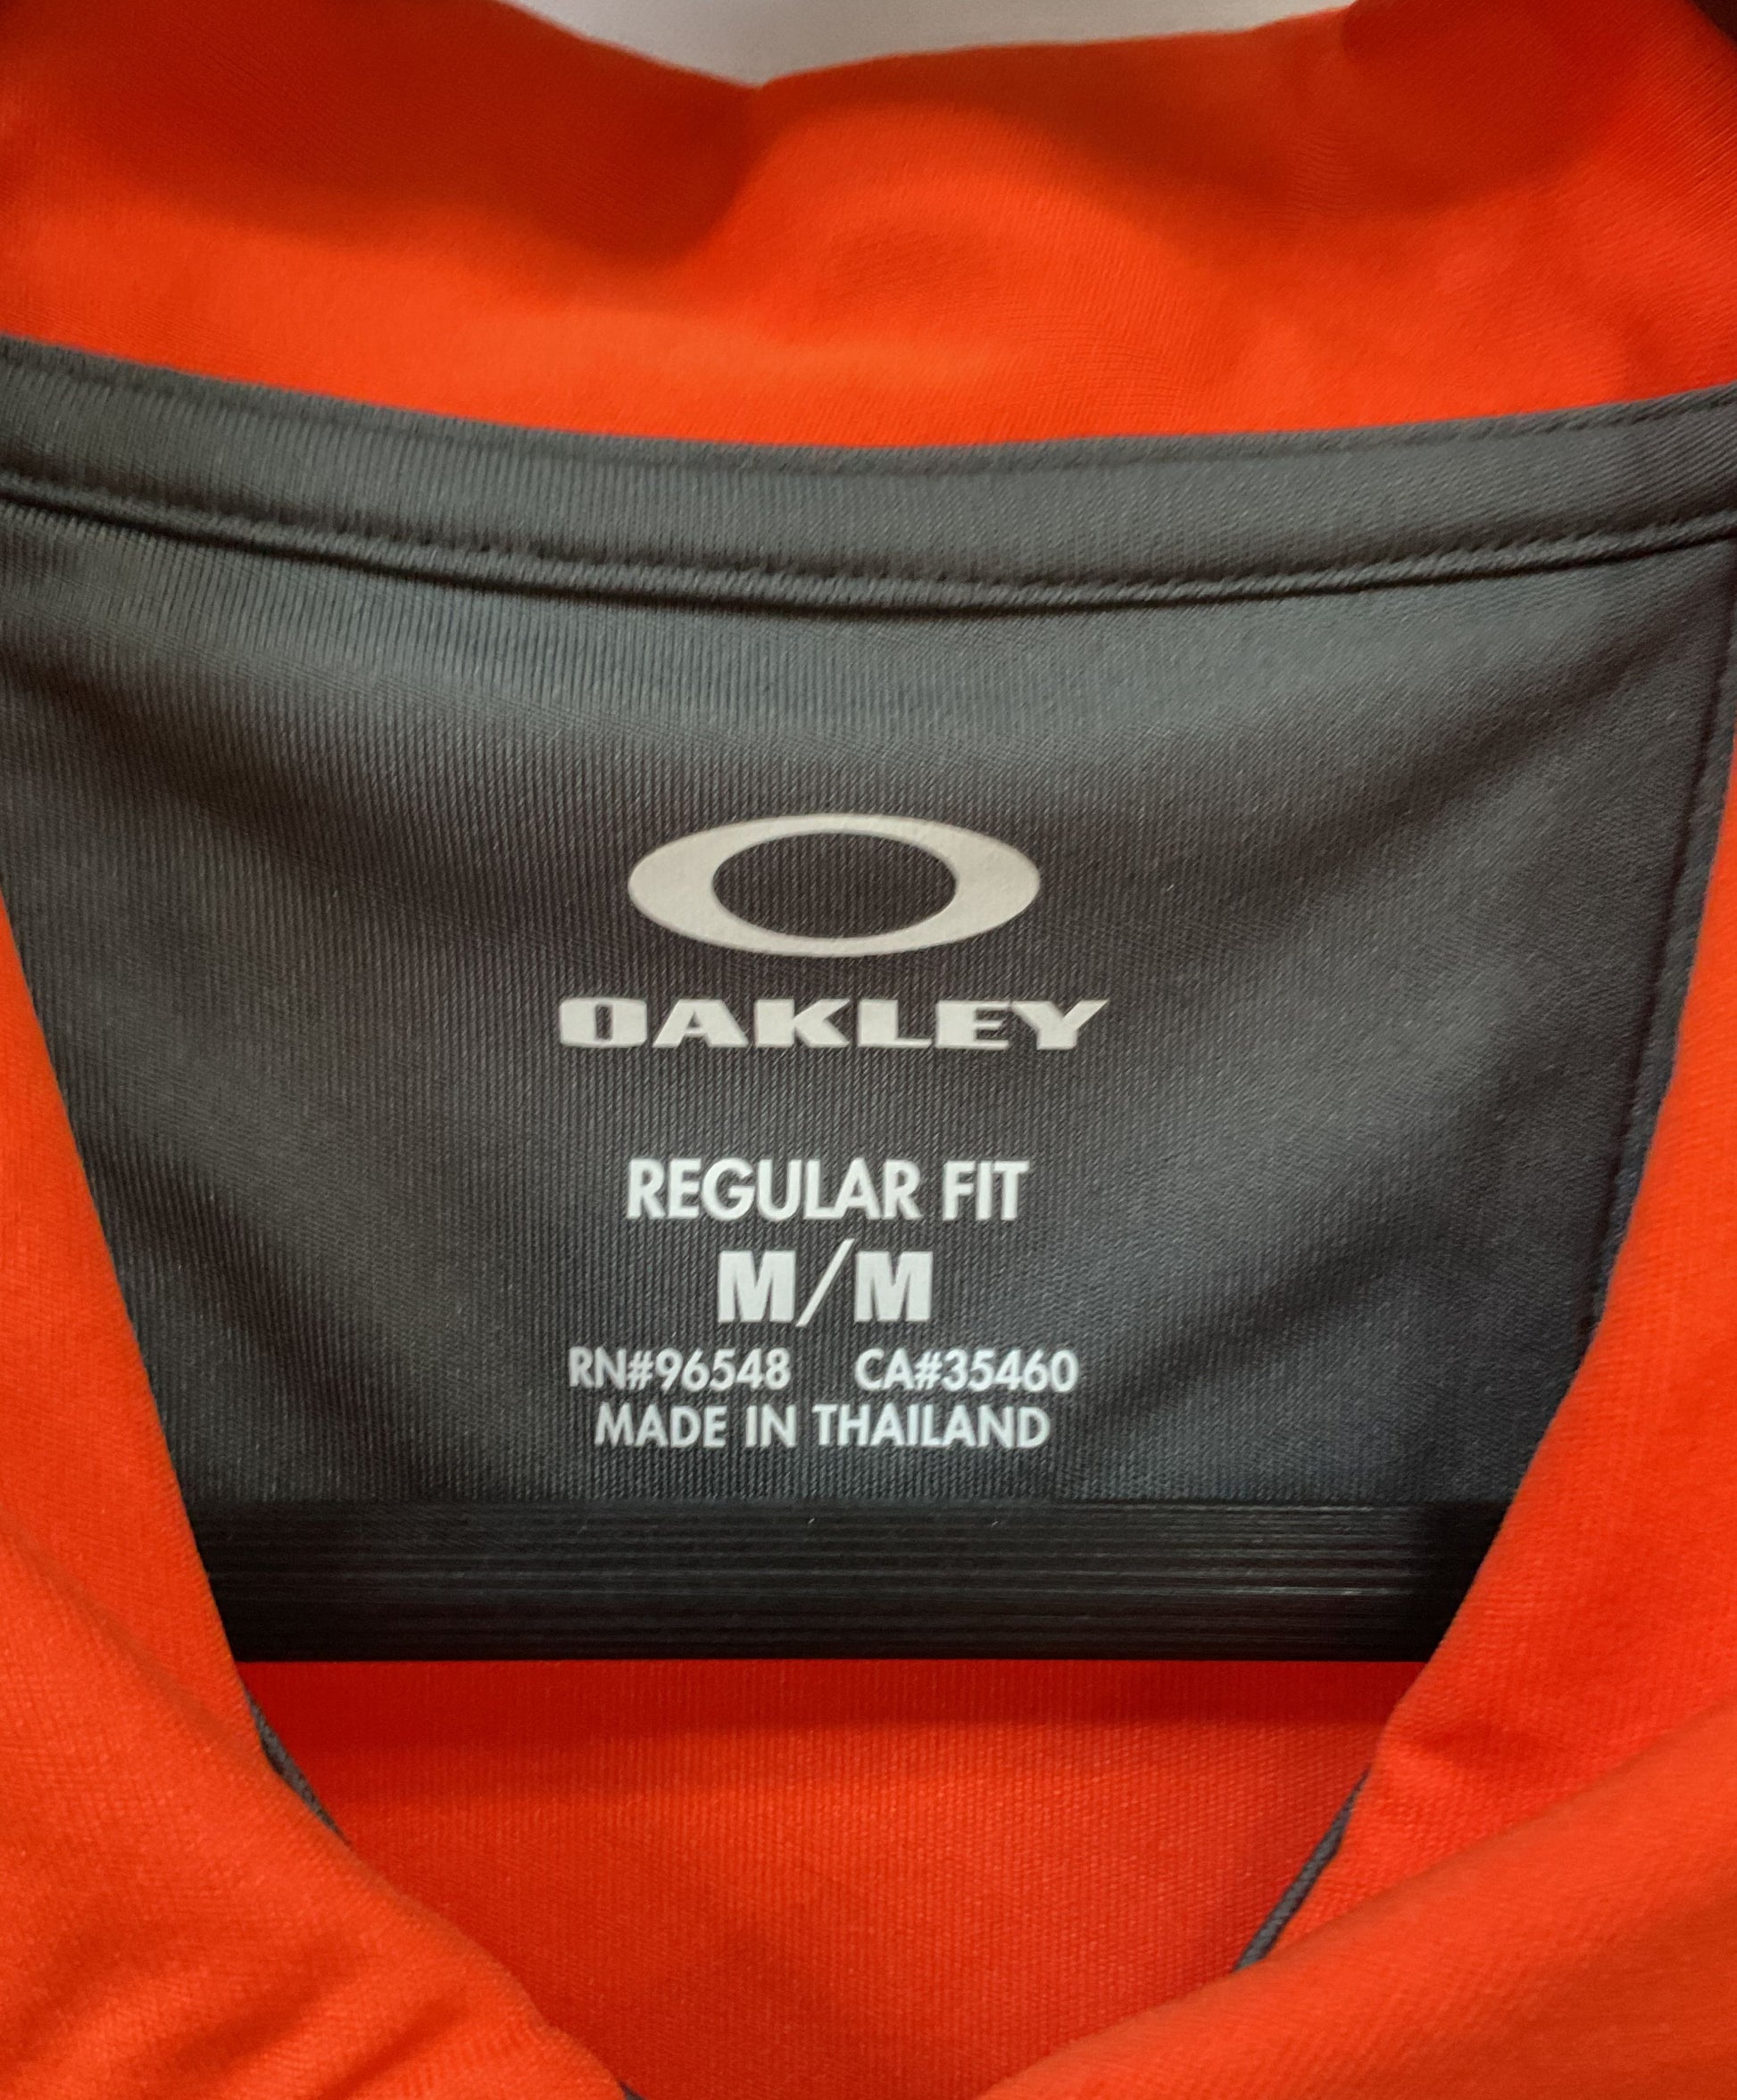 OAKLEY
REGULAR FIT
M/M
RN#96548 CA#35460
MADE IN THAILAND